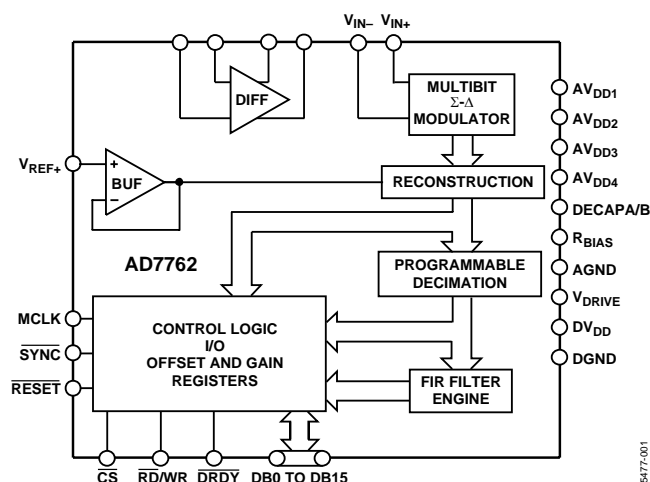 V_IN– V_IN+
DIFF
MULTIBIT
Σ-Δ
MODULATOR
AV_DD1
AV_DD2
AV_DD3
AV_DD4
DECAPA/B
R_BIAS
AGND
V_DRIVE
DV_DD
DGND
V_REF+
+
–
BUF
RECONSTRUCTION
AD7762
PROGRAMMABLE
DECIMATION
MCLK
SYNC
RESET
CONTROL LOGIC
I/O
OFFSET AND GAIN
REGISTERS
FIR FILTER
ENGINE
CS RD/WR DRDY DB0 TO DB15
5477-001